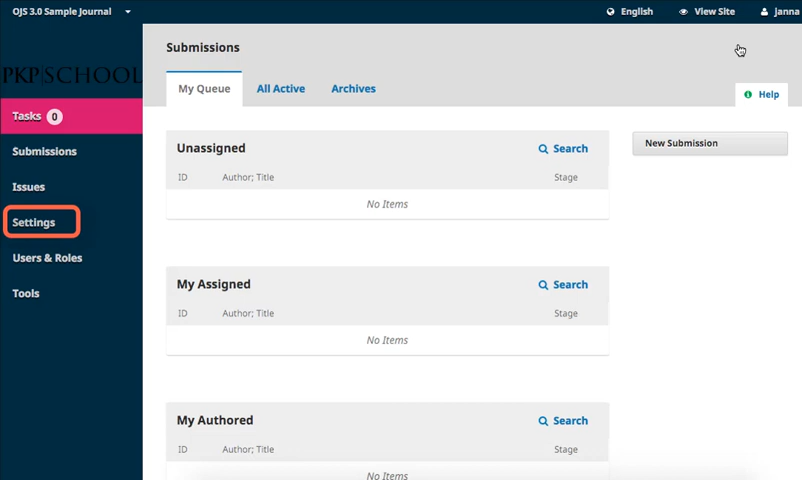 OJS 3.0 Sample Journal
English
View Site
janna
PKP|SCHOOL
Tasks 0
Submissions
Issues
Settings
Users & Roles
Tools
Submissions
My Queue
All Active
Archives
Help
Unassigned
Search
ID
Author; Title
Stage
No Items
New Submission
My Assigned
Search
ID
Author; Title
Stage
No Items
My Authored
Search
ID
Author; Title
Stage
No Items